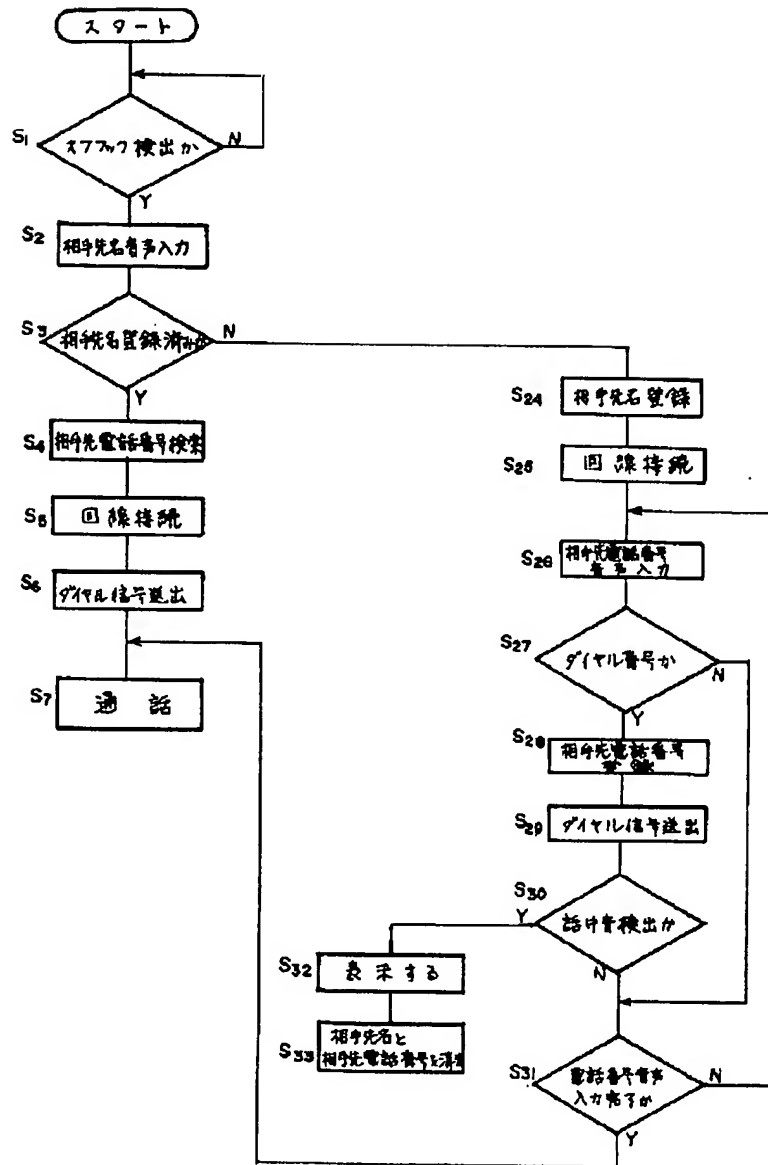 スタート
S1
オフフック検出か
N
Y
S2
相手先名音声入力
S3
相手先名登録済みか
N
Y
S4
相手先電話番号検索
S5
回線接続
S6
ダイヤル信号送出
S7
通話
S24
相手先名登録
S25
回線接続
S26
相手先電話番号
音声入力
S27
ダイヤル番号か
N
Y
S28
相手先電話番号
登録
S29
ダイヤル信号送出
S30
話中音検出か
Y
N
S32
表示する
S33
相手先名と
相手先電話番号を消去
S31
電話番号音声
入力完了か
N
Y